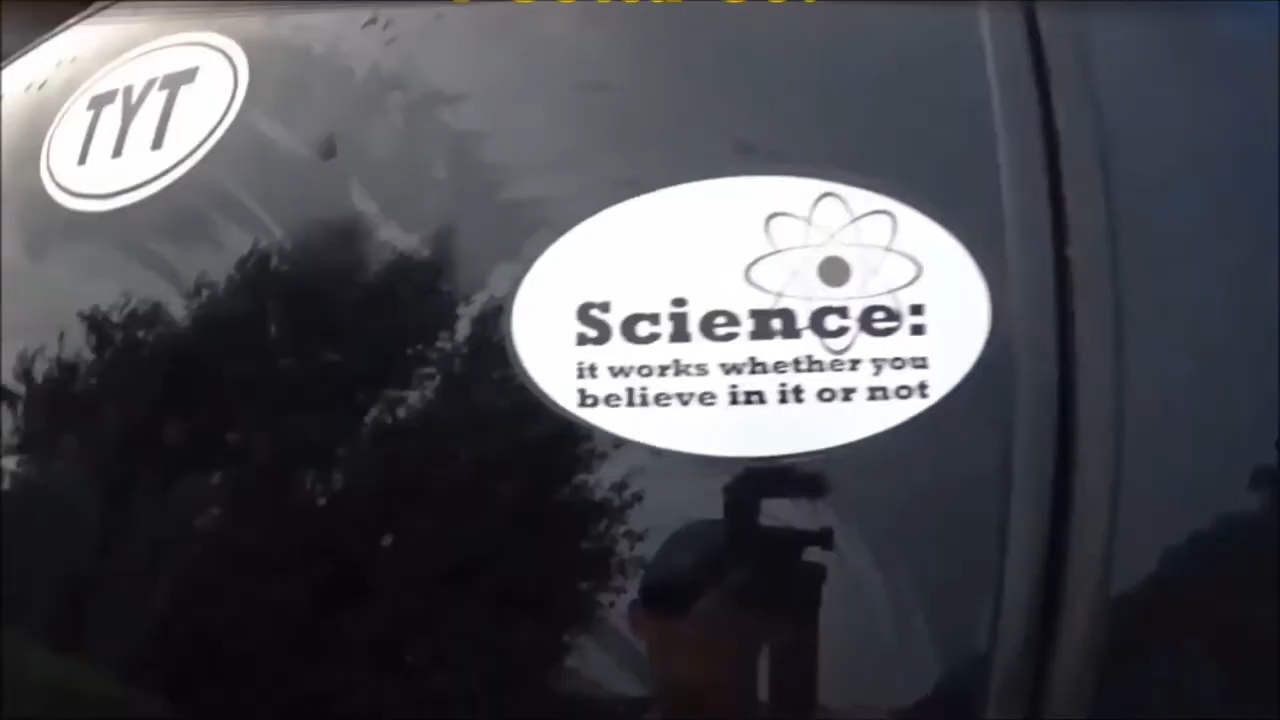 TYT
Science:
it works whether you
believe in it or not